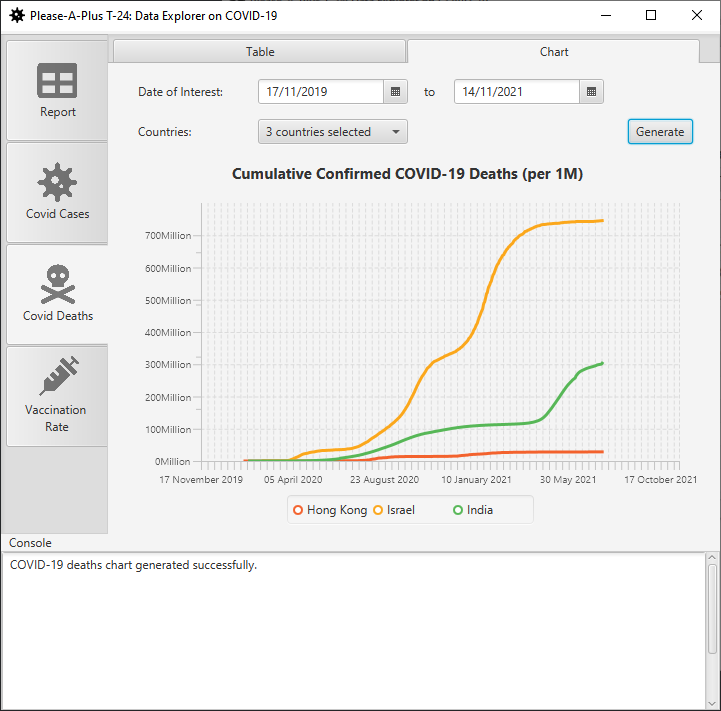 Please-A-Plus T-24: Data Explorer on COVID-19
Table
Chart
Report
Covid Cases
Covid Deaths
Vaccination
Rate
Date of Interest:
17/11/2019
to
14/11/2021
Countries:
3 countries selected
Generate
Cumulative Confirmed COVID-19 Deaths (per 1M)
700Million
600Million
500Million
400Million
300Million
200Million
100Million
0Million
17 November 2019
05 April 2020
23 August 2020
10 January 2021
30 May 2021
17 October 2021
Hong Kong
Israel
India
Console
COVID-19 deaths chart generated successfully.